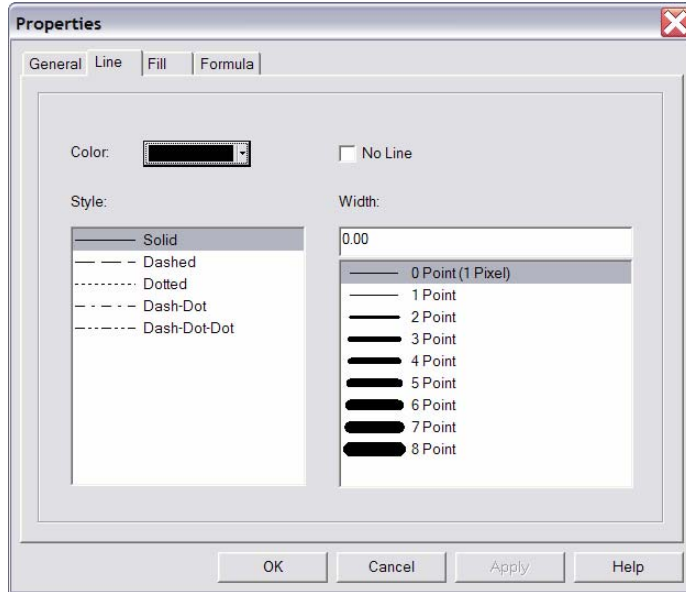 Properties
General Line Fill Formula
Color:
No Line
Style:
Width:
Solid
Dashed
Dotted
Dash-Dot
Dash-Dot-Dot
0.00
0 Point (1 Pixel)
1 Point
2 Point
3 Point
4 Point
5 Point
6 Point
7 Point
8 Point
OK Cancel Apply Help